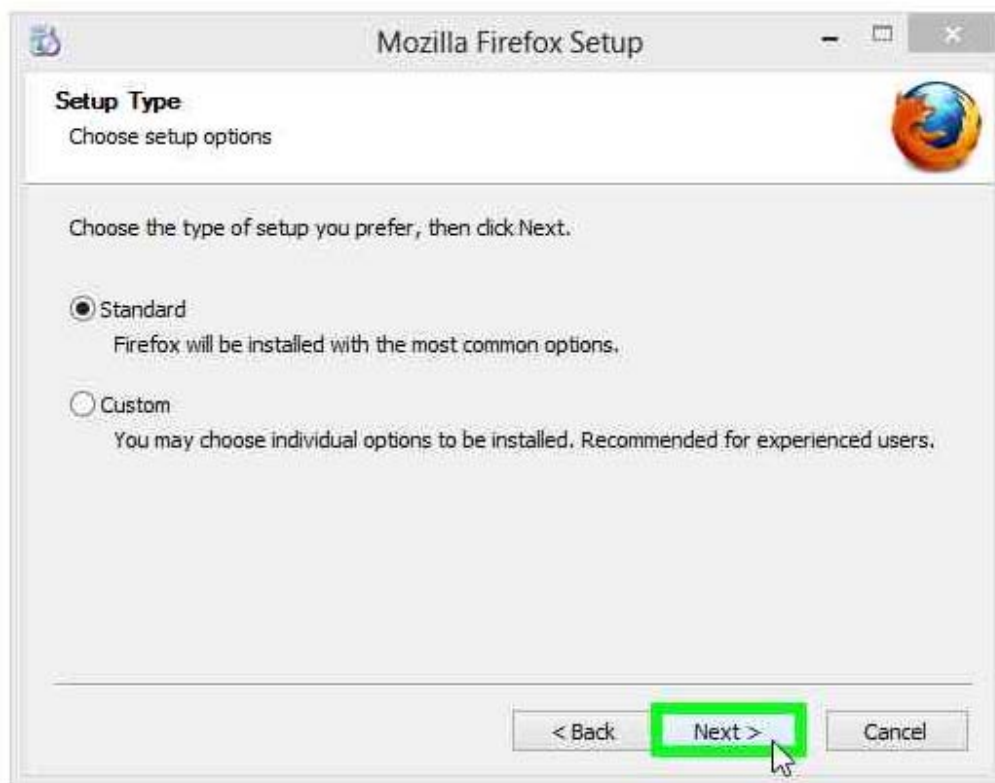 Mozilla Firefox Setup
Setup Type
Choose setup options
Choose the type of setup you prefer, then click Next.
Standard
Firefox will be installed with the most common options.
Custom
You may choose individual options to be installed. Recommended for experienced users.
< Back
Next >
Cancel